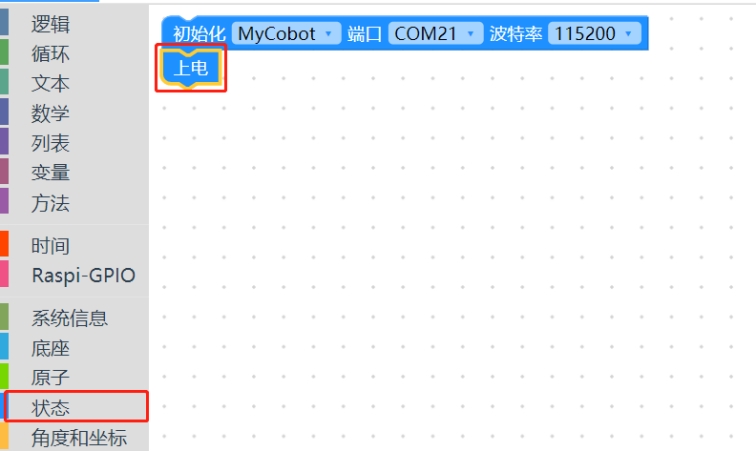 逻辑
循环
文本
数学
列表
变量
方法
时间
Raspi-GPIO
系统信息
底座
原子
状态
角度和坐标
初始化 MyCobot 端口 COM21 波特率 115200
上电